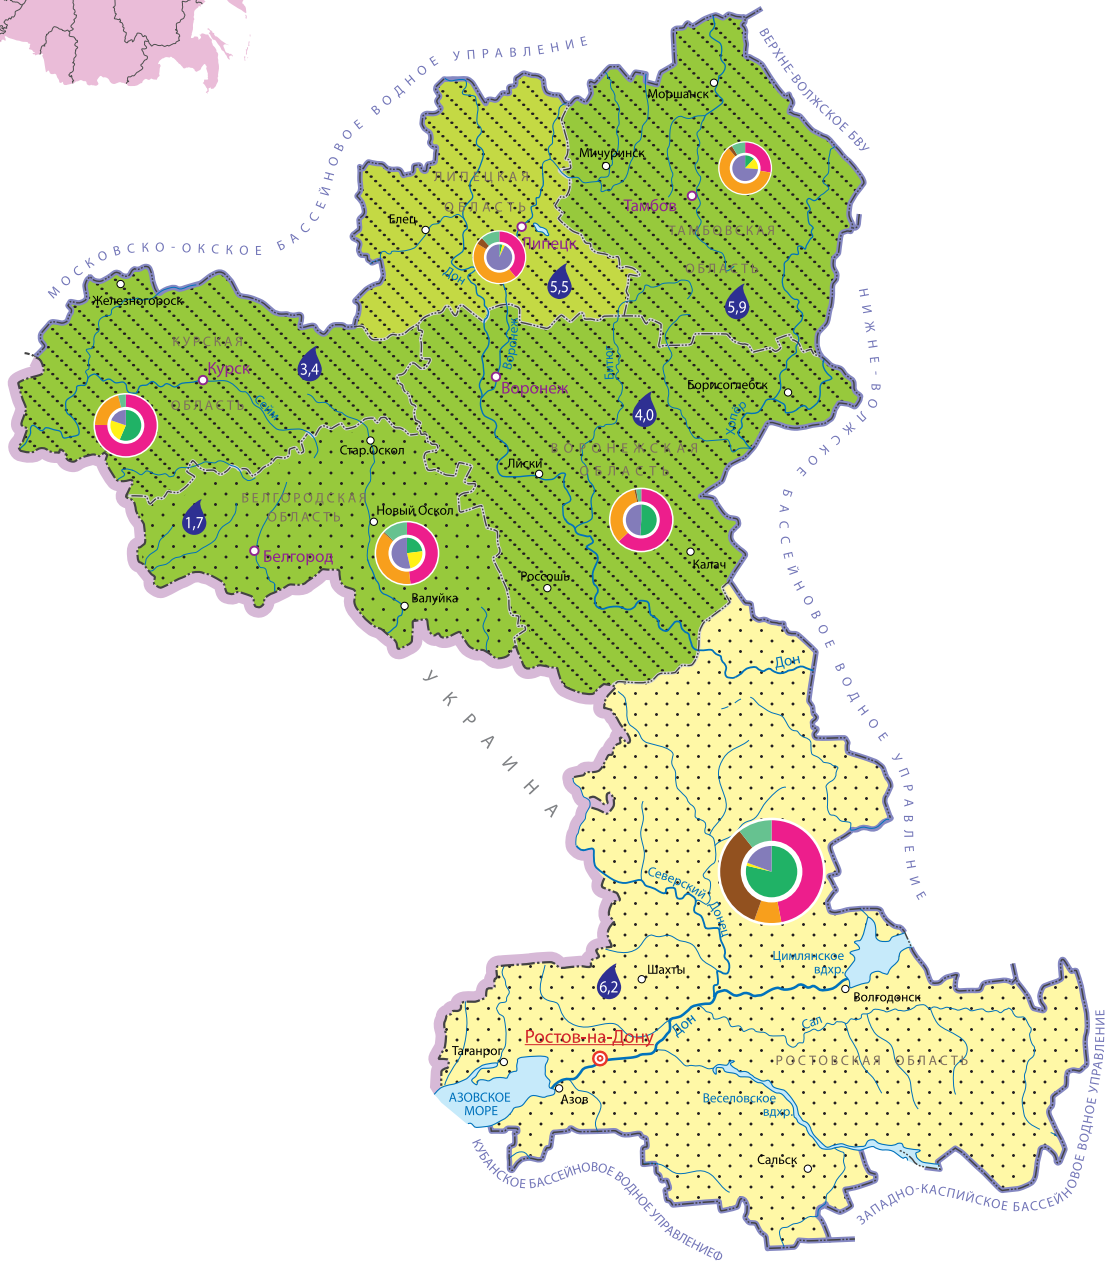 МОСКОВСКО-ОКСКОЕ БАССЕЙНОВОЕ ВОДНОЕ УПРАВЛЕНИЕ
ВЕРХНЕ-ВОЛЖСКОЕ БВУ
Моршанск
Мичуринск
Тамбов
ТАМБОВСКАЯ
ОБЛАСТЬ
5,9
ЛИПЕЦКАЯ
ОБЛАСТЬ
Елец
Липецк
Дон
5,5
НИЖНЕ-ВОЛЖСКОЕ БАССЕЙНОВОЕ ВОДНОЕ УПРАВЛЕНИЕ
Железногорск
КУРСКАЯ
Курск
ОБЛАСТЬ
Сейм
3,4
Воронеж
Битюг
Воронеж
Борисоглебск
Хопер
4,0
ВОРОНЕЖСКАЯ
ОБЛАСТЬ
Стар.Оскол
Лиски
БЕЛГОРОДСКАЯ
ОБЛАСТЬ
1,7
Новый Оскол
Белгород
Валуйка
Россошь
Калач
УКРАИНА
Дон
Северский Донец
Цимлянское
вдхр.
Шахты
6,2
Волгодонск
Дон
Сал
Ростов-на-Дону
РОСТОВСКАЯ ОБЛАСТЬ
Таганрог
АЗОВСКОЕ
МОРЕ
Азов
Веселовское
вдхр.
Сальск
КУБАНСКОЕ БАССЕЙНОВОЕ ВОДНОЕ УПРАВЛЕНИЕФ
ЗАПАДНО-КАСПИЙСКОЕ БАССЕЙНОВОЕ ВОДНОЕ УПРАВЛЕНИЕ